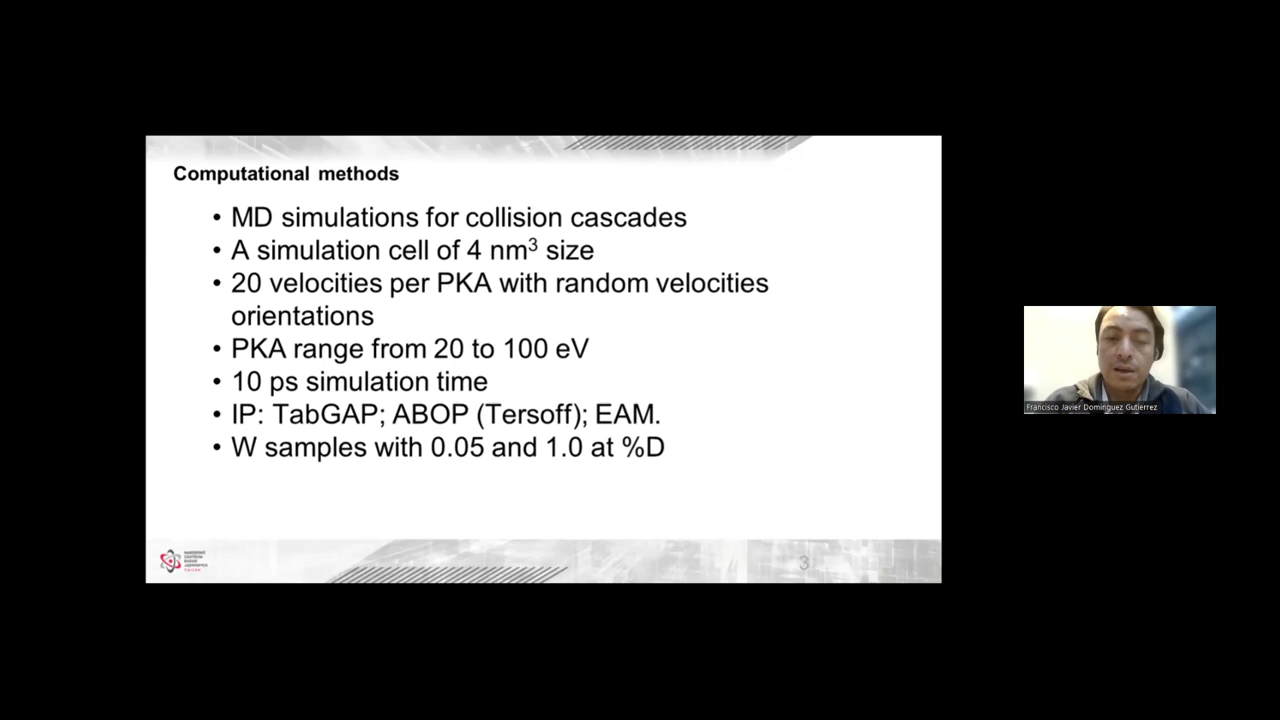 Computational methods
• MD simulations for collision cascades
• A simulation cell of 4 nm³ size
• 20 velocities per PKA with random velocities
orientations
• PKA range from 20 to 100 eV
• 10 ps simulation time
• IP: TabGAP; ABOP (Tersoff); EAM.
• W samples with 0.05 and 1.0 at %D
Francisco Javier Dominguez Gutierrez
3